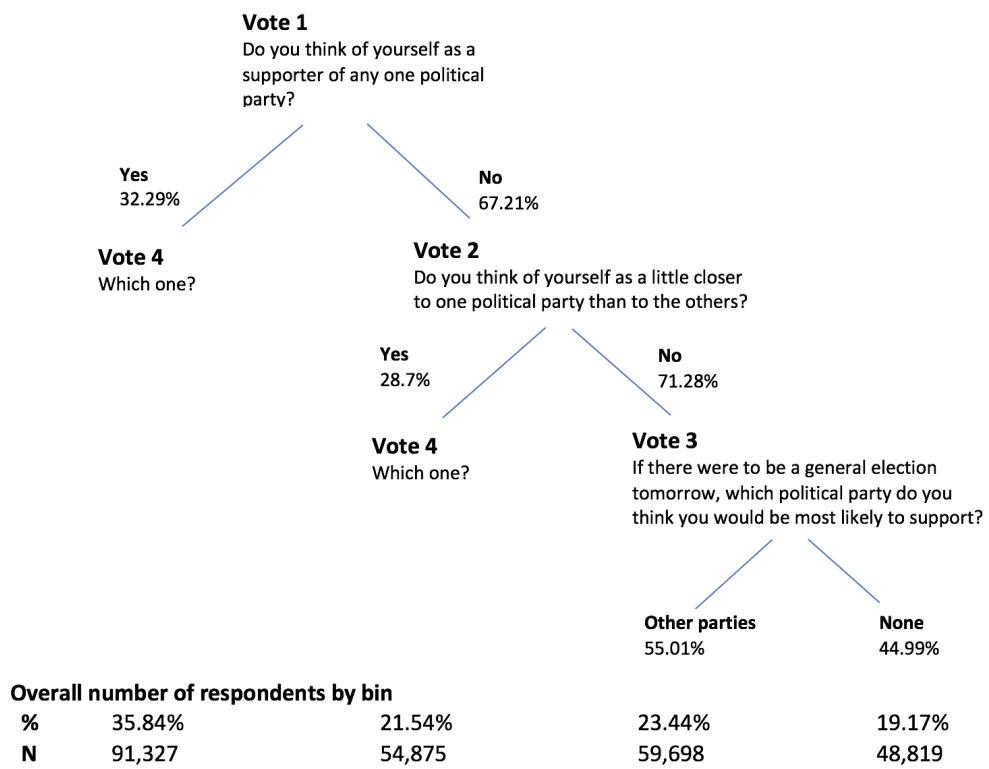 Vote 1
Do you think of yourself as a
supporter of any one political
party?
Yes
32.29%
No
67.21%
Vote 4
Which one?
Vote 2
Do you think of yourself as a little closer
to one political party than to the others?
Yes
28.7%
No
71.28%
Vote 4
Which one?
Vote 3
If there were to be a general election
tomorrow, which political party do you
think you would be most likely to support?
Other parties
55.01%
None
44.99%
Overall number of respondents by bin
% 35.84% 21.54% 23.44% 19.17%
N 91,327 54,875 59,698 48,819